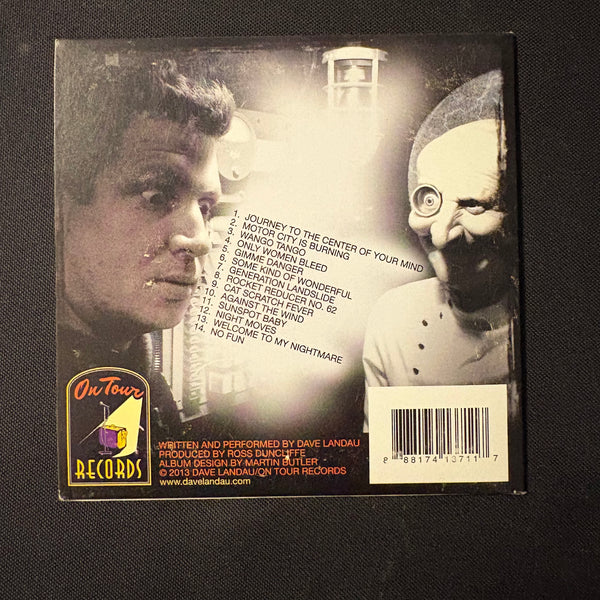 1. JOURNEY TO THE CENTER OF YOUR MIND
2. MOTOR CITY IS BURNING
3. WANGO TANGO
4. ONLY WOMEN BLEED
5. GIMME DANGER
6. SOME KIND OF WONDERFUL
7. GENERATION LANDSLIDE
8. ROCKET REDUCER NO. 62
9. CAT SCRATCH FEVER
10. AGAINST THE WIND
11. SUNSPOT BABY
12. NIGHT MOVES
13. WELCOME TO MY NIGHTMARE
14. NO FUN
On Tour
RECORDS
WRITTEN AND PERFORMED BY DAVE LANDAU
PRODUCED BY ROSS DUNCLIFFE
ALBUM DESIGN BY MARTIN BUTLER
© 2013 DAVE LANDAU/ON TOUR RECORDS
www.davelandau.com
8 88174 13711 7